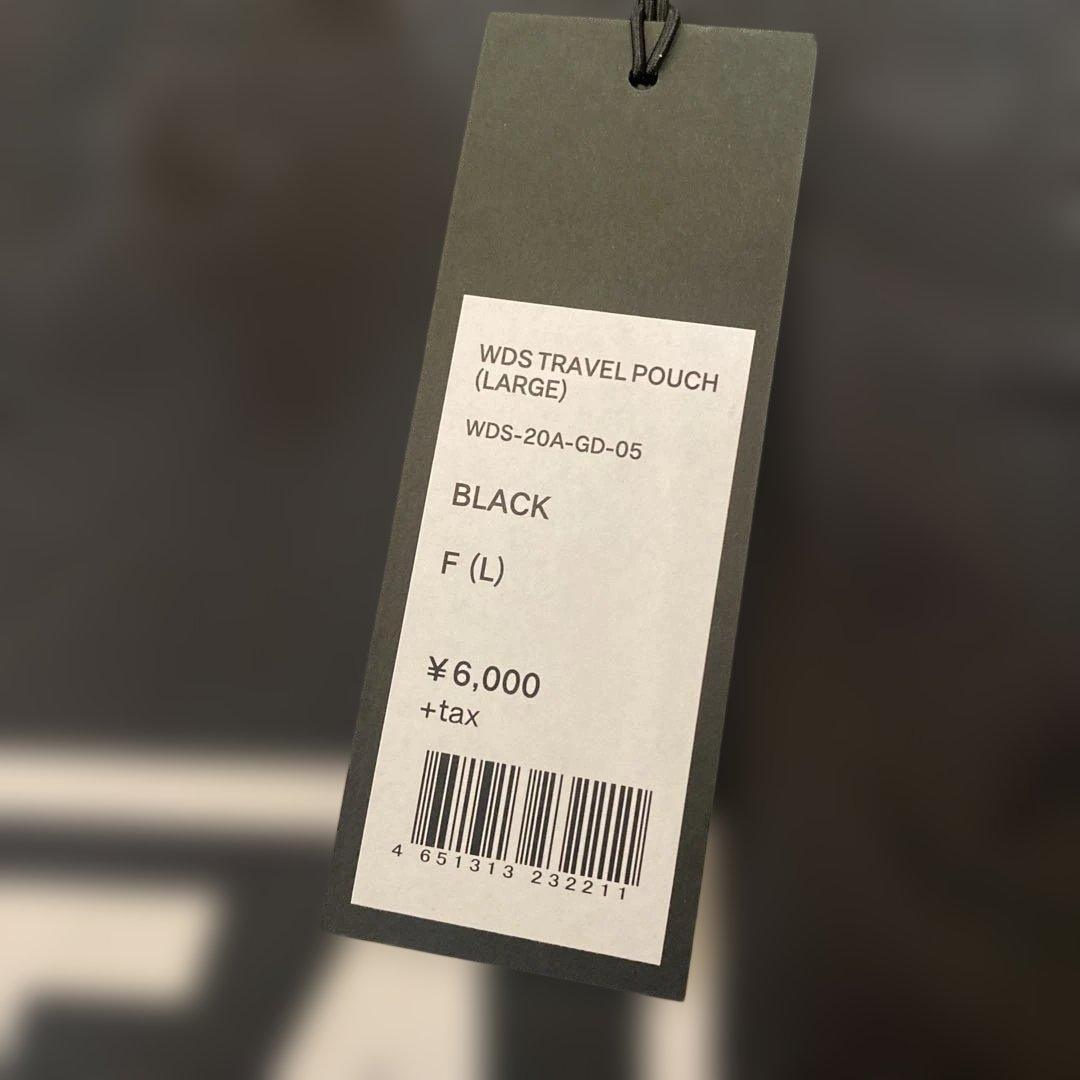 WDS TRAVEL POUCH
(LARGE)
WDS-20A-GD-05
BLACK
F (L)
¥6,000
+tax
4 651313 232211